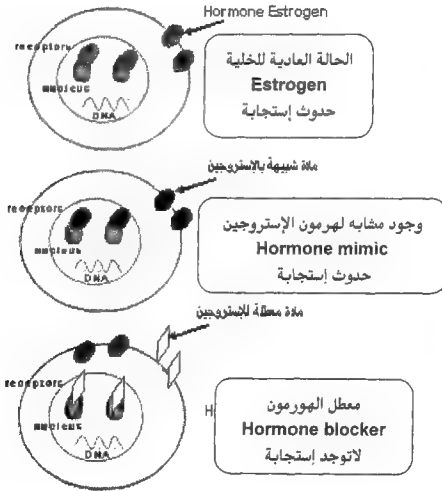 Hormone Estrogen
receptors
nucleus
DNA
الحالة العادية للخلية
Estrogen
حدوث إستجابة
مادة شبيهة بالإستروجين
receptors
nucleus
DNA
وجود مشابه لهرمون الإستروجين
Hormone mimic
حدوث إستجابة
مادة معطلة للإستروجين
receptors
nucleus
DNA
H
معطل الهورمون
Hormone blocker
لاتوجد إستجابة